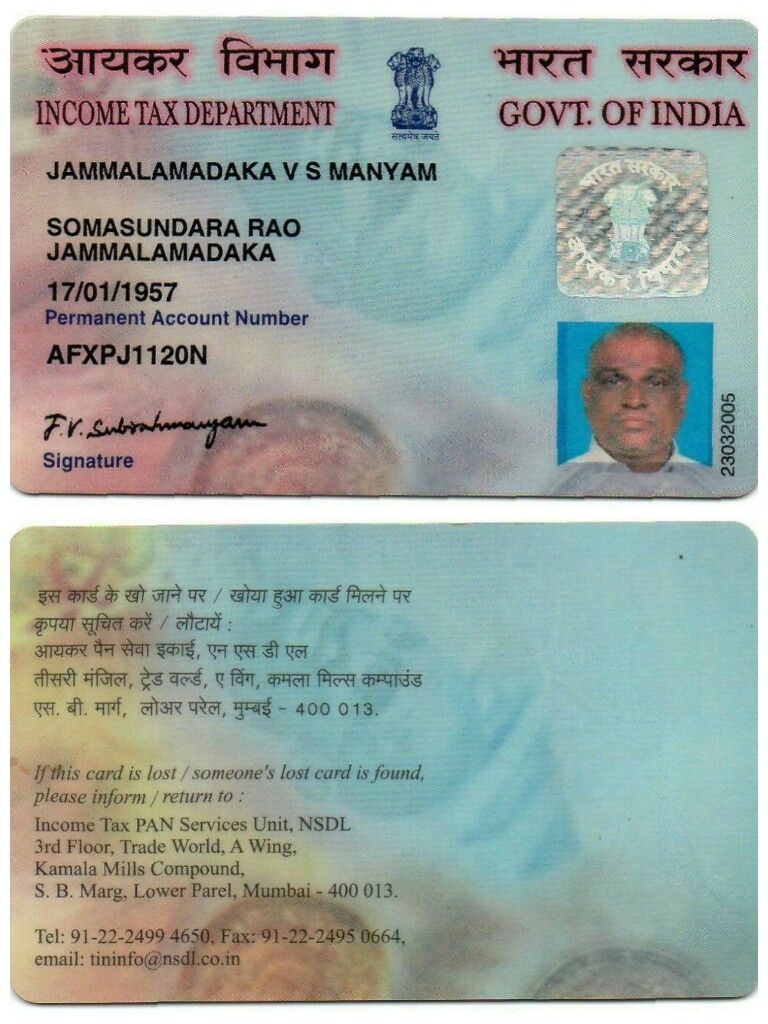 आयकर विभाग
INCOME TAX DEPARTMENT
सत्यमेव जयते
भारत सरकार
GOVT. OF INDIA
JAMMALAMADAKA V S MANYAM
SOMASUNDARA RAO
JAMMALAMADAKA
17/01/1957
Permanent Account Number
AFXPJ1120N
J.V. Subrahmanyam
Signature
भारत सरकार
आयकर विभाग
23032005
इस कार्ड के खो जाने पर / खोया हुआ कार्ड मिलने पर
कृपया सूचित करें / लौटायें :
आयकर पैन सेवा इकाई, एन एस डी एल
तीसरी मंजिल, ट्रेड वर्ल्ड, ए विंग, कमला मिल्स कम्पाउंड
एस. बी. मार्ग, लोअर परेल, मुम्बई - 400 013.
If this card is lost / someone's lost card is found,
please inform / return to :
Income Tax PAN Services Unit, NSDL
3rd Floor, Trade World, A Wing,
Kamala Mills Compound,
S. B. Marg, Lower Parel, Mumbai - 400 013.
Tel: 91-22-2499 4650, Fax: 91-22-2495 0664,
email: tininfo@nsdl.co.in